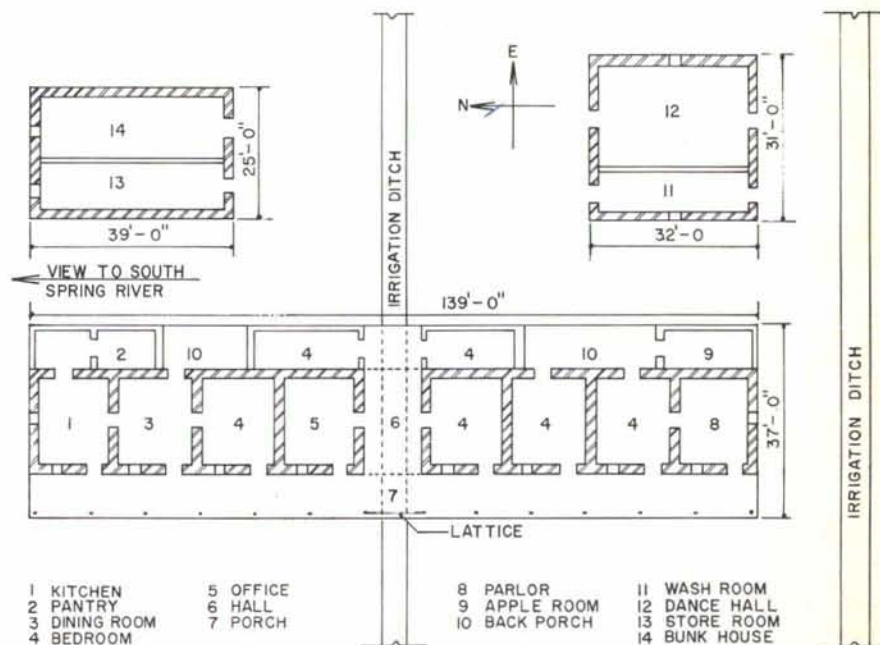 E
N
14
13
25'-0"
39'-0"
12
11
31'-0"
32'-0
IRRIGATION DITCH
VIEW TO SOUTH
SPRING RIVER
139'-0"
2
10
4
4
10
9
1
3
4
5
6
4
4
4
8
37'-0"
7
LATTICE
IRRIGATION DITCH
1 KITCHEN
2 PANTRY
3 DINING ROOM
4 BEDROOM
5 OFFICE
6 HALL
7 PORCH
8 PARLOR
9 APPLE ROOM
10 BACK PORCH
11 WASH ROOM
12 DANCE HALL
13 STORE ROOM
14 BUNK HOUSE